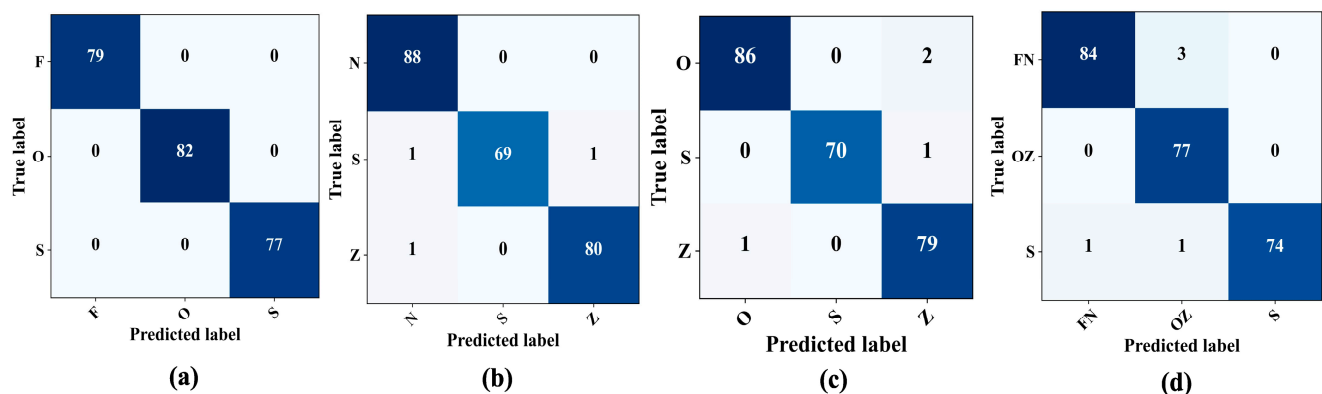 True label
F 79 0 0
O 0 82 0
S 0 0 77
F O S
Predicted label
(a)
True label
N 88 0 0
S 1 69 1
Z 1 0 80
N S Z
Predicted label
(b)
True label
O 86 0 2
S 0 70 1
Z 1 0 79
O S Z
Predicted label
(c)
True label
FN 84 3 0
OZ 0 77 0
S 1 1 74
FN OZ S
Predicted label
(d)